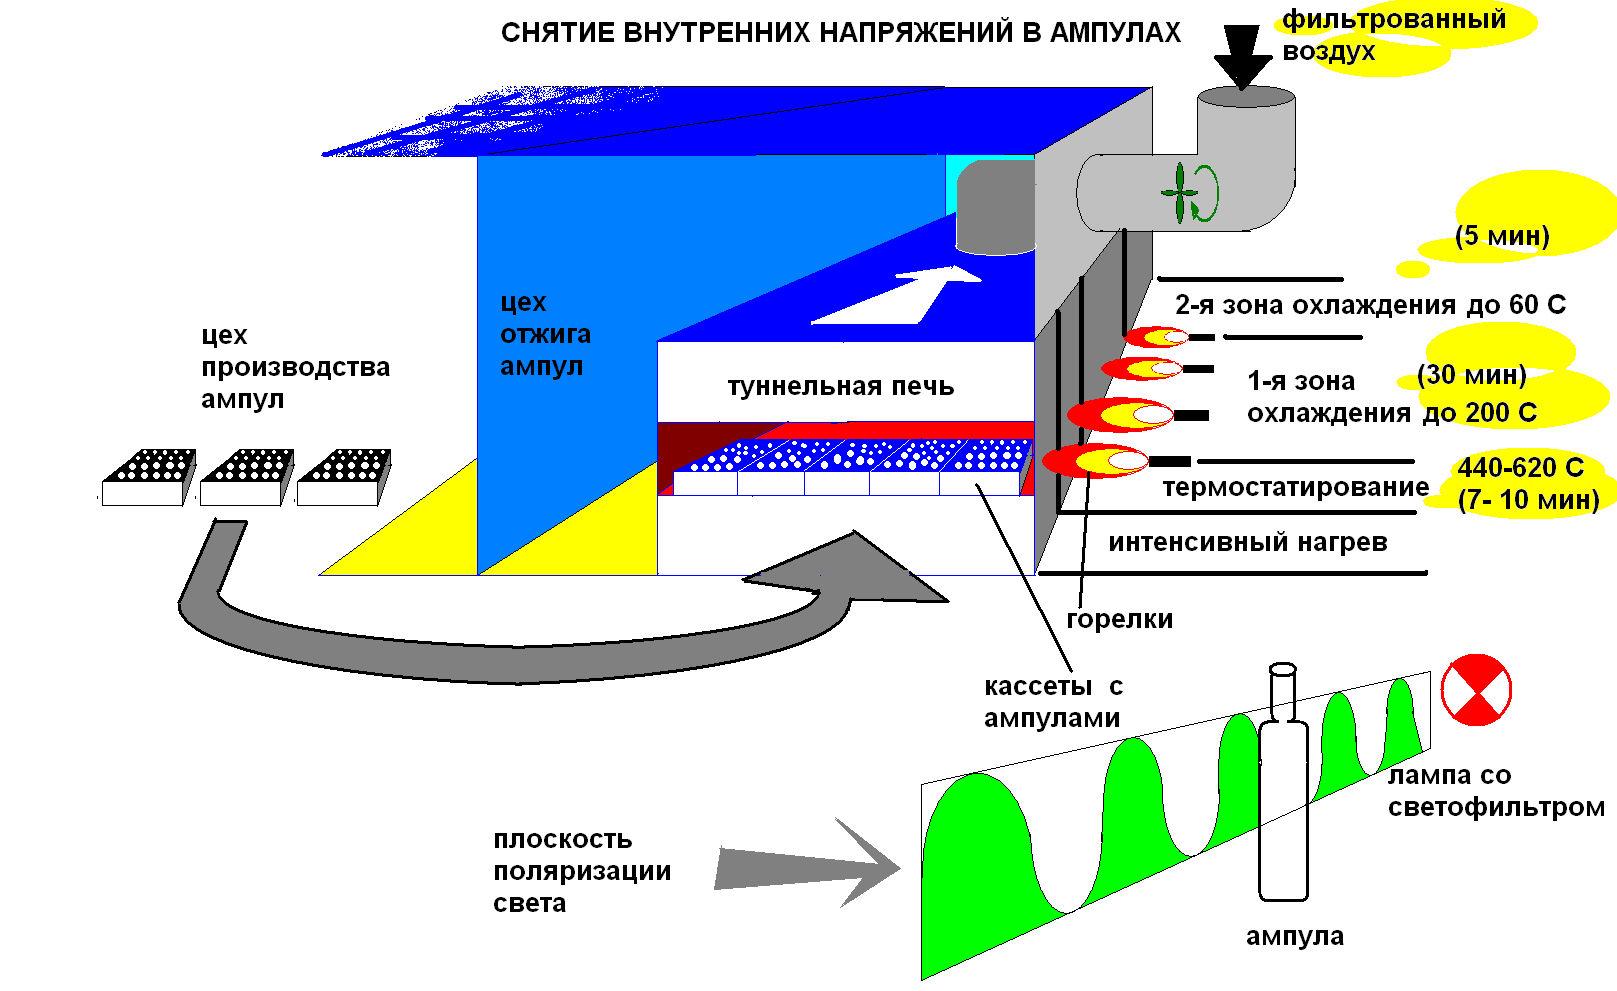 СНЯТИЕ ВНУТРЕННИХ НАПРЯЖЕНИЙ В АМПУЛАХ
фильтрованный
воздух
(5 мин)
2-я зона охлаждения до 60 С
цех
отжига
ампул
цех
производства
ампул
туннельная печь
(30 мин)
1-я зона
охлаждения до 200 С
440-620 С
(7- 10 мин)
термостатирование
интенсивный нагрев
горелки
кассеты с
ампулами
лампа со
светофильтром
плоскость
поляризации
света
ампула